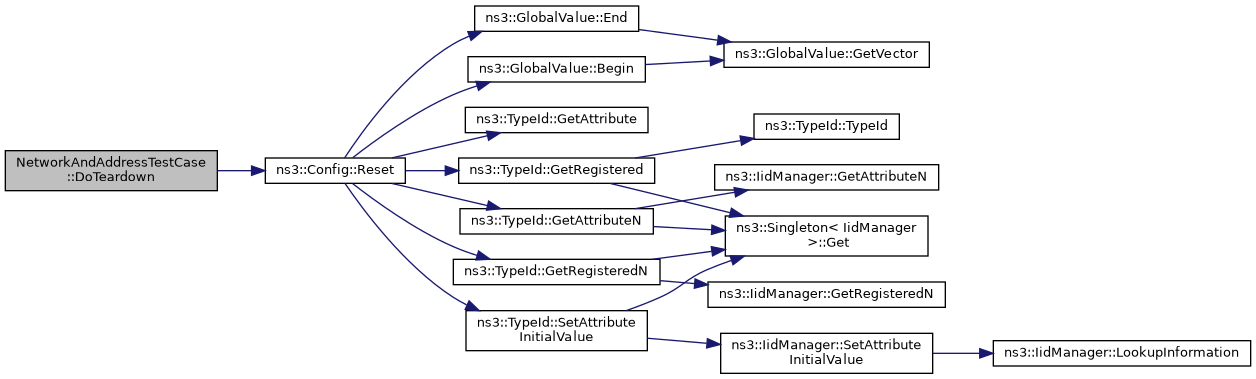 ns3::GlobalValue::End
ns3::GlobalValue::GetVector
ns3::GlobalValue::Begin
ns3::TypeId::GetAttribute
ns3::TypeId::TypeId
NetworkAndAddressTestCase
::DoTeardown
ns3::Config::Reset
ns3::TypeId::GetRegistered
ns3::IidManager::GetAttributeN
ns3::TypeId::GetAttributeN
ns3::Singleton< IidManager
>::Get
ns3::TypeId::GetRegisteredN
ns3::IidManager::GetRegisteredN
ns3::TypeId::SetAttribute
InitialValue
ns3::IidManager::SetAttribute
InitialValue
ns3::IidManager::LookupInformation